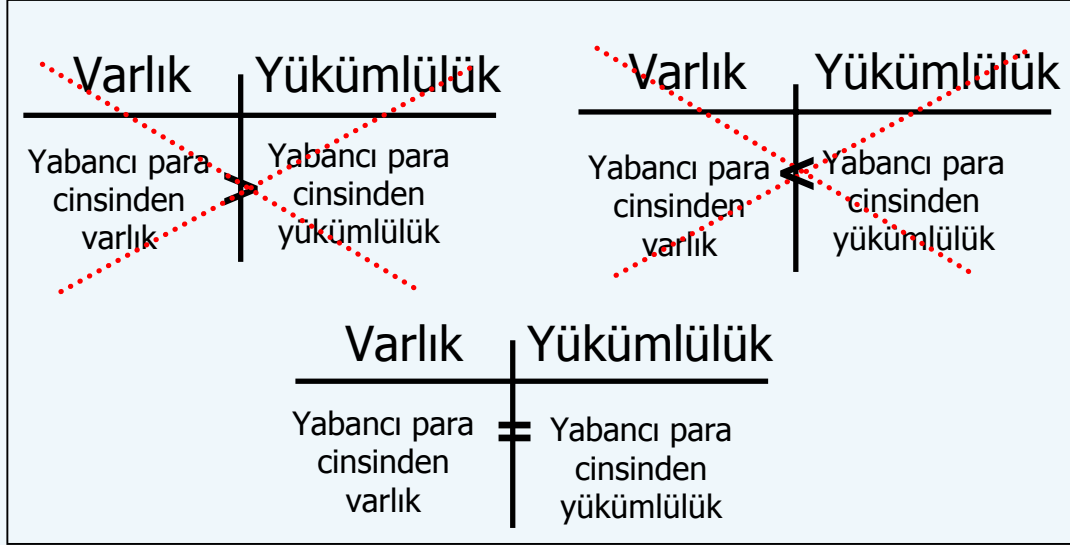 Varlık Yükümlülük
Yabancı para
cinsinden
varlık
>
Yabancı para
cinsinden
yükümlülük
Varlık Yükümlülük
Yabancı para
cinsinden
varlık
<
Yabancı para
cinsinden
yükümlülük
Varlık Yükümlülük
Yabancı para
cinsinden
varlık
=
Yabancı para
cinsinden
yükümlülük